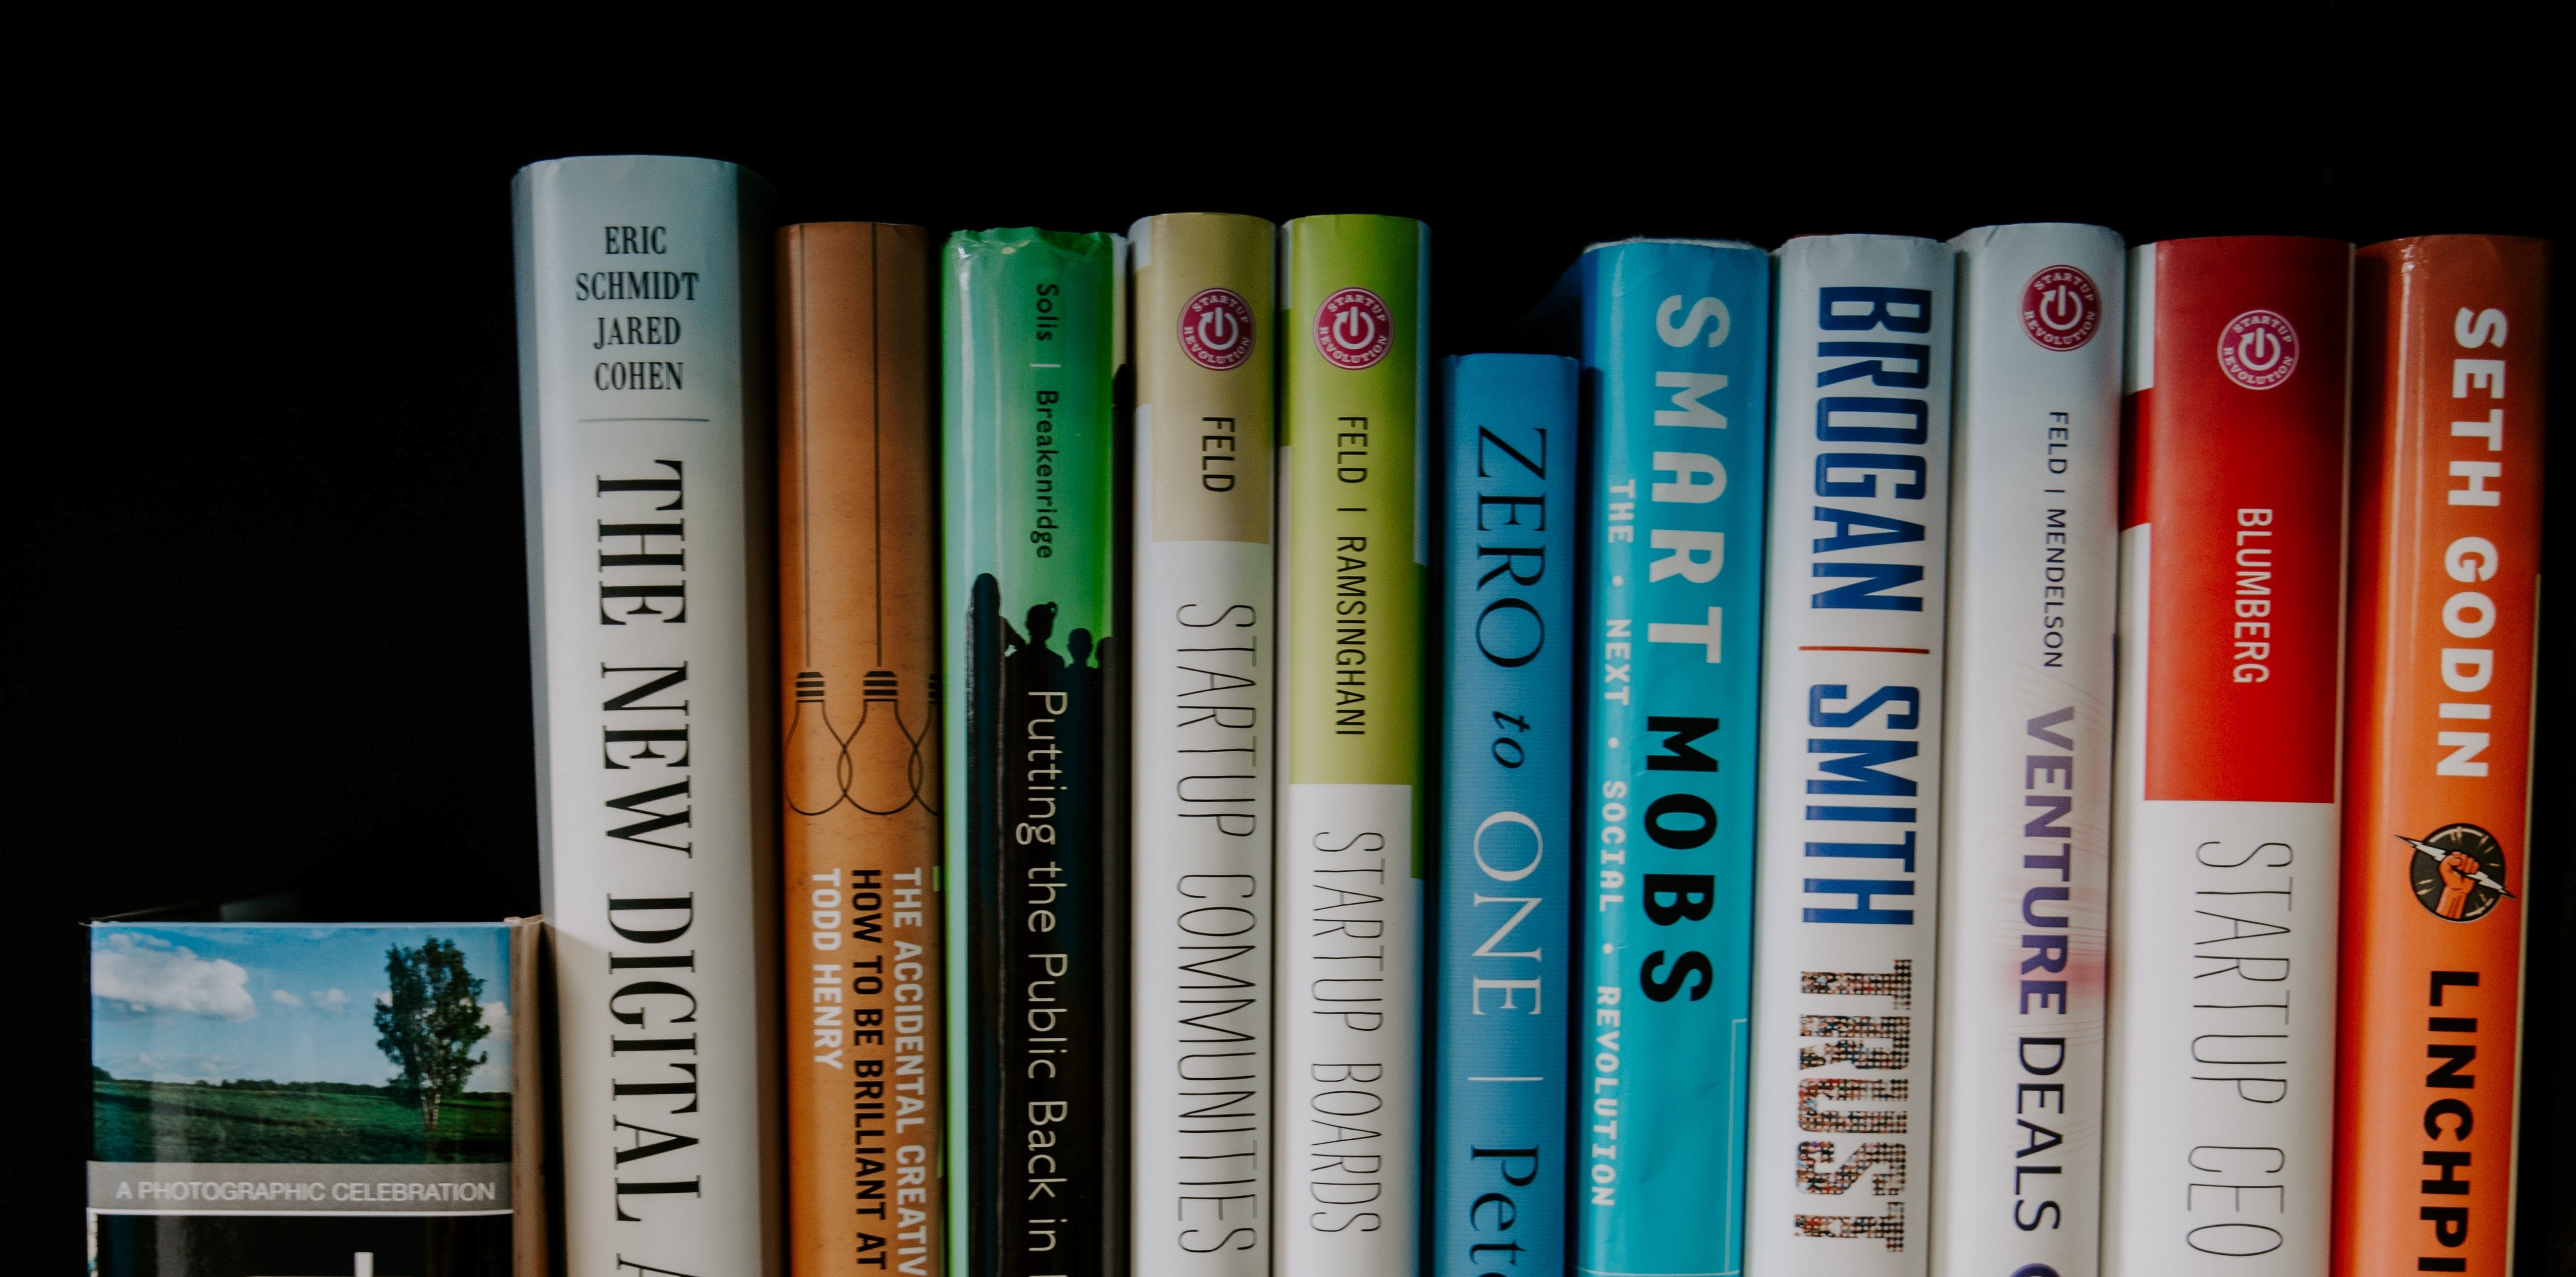 A PHOTOGRAPHIC CELEBRATION
ERIC
SCHMIDT
JARED
COHEN
THE NEW DIGITAL
THE ACCIDENTAL CREATIV
HOW TO BE BRILLIANT AT
TODD HENRY
Solis | Breakenridge
Putting the Public Back in
STARTUP REVOLUTION
FELD
STARTUP COMMUNITIES
STARTUP REVOLUTION
FELD | RAMSINGHANI
STARTUP BOARDS
ZERO to ONE | Pete
SMART MOBS
THE • NEXT • SOCIAL • REVOLUTION
BROGAN | SMITH TRUST
STARTUP REVOLUTION
FELD | MENDELSON VENTURE DEALS
STARTUP REVOLUTION
BLUMBERG
STARTUP CEO
SETH GODIN LINCHPI